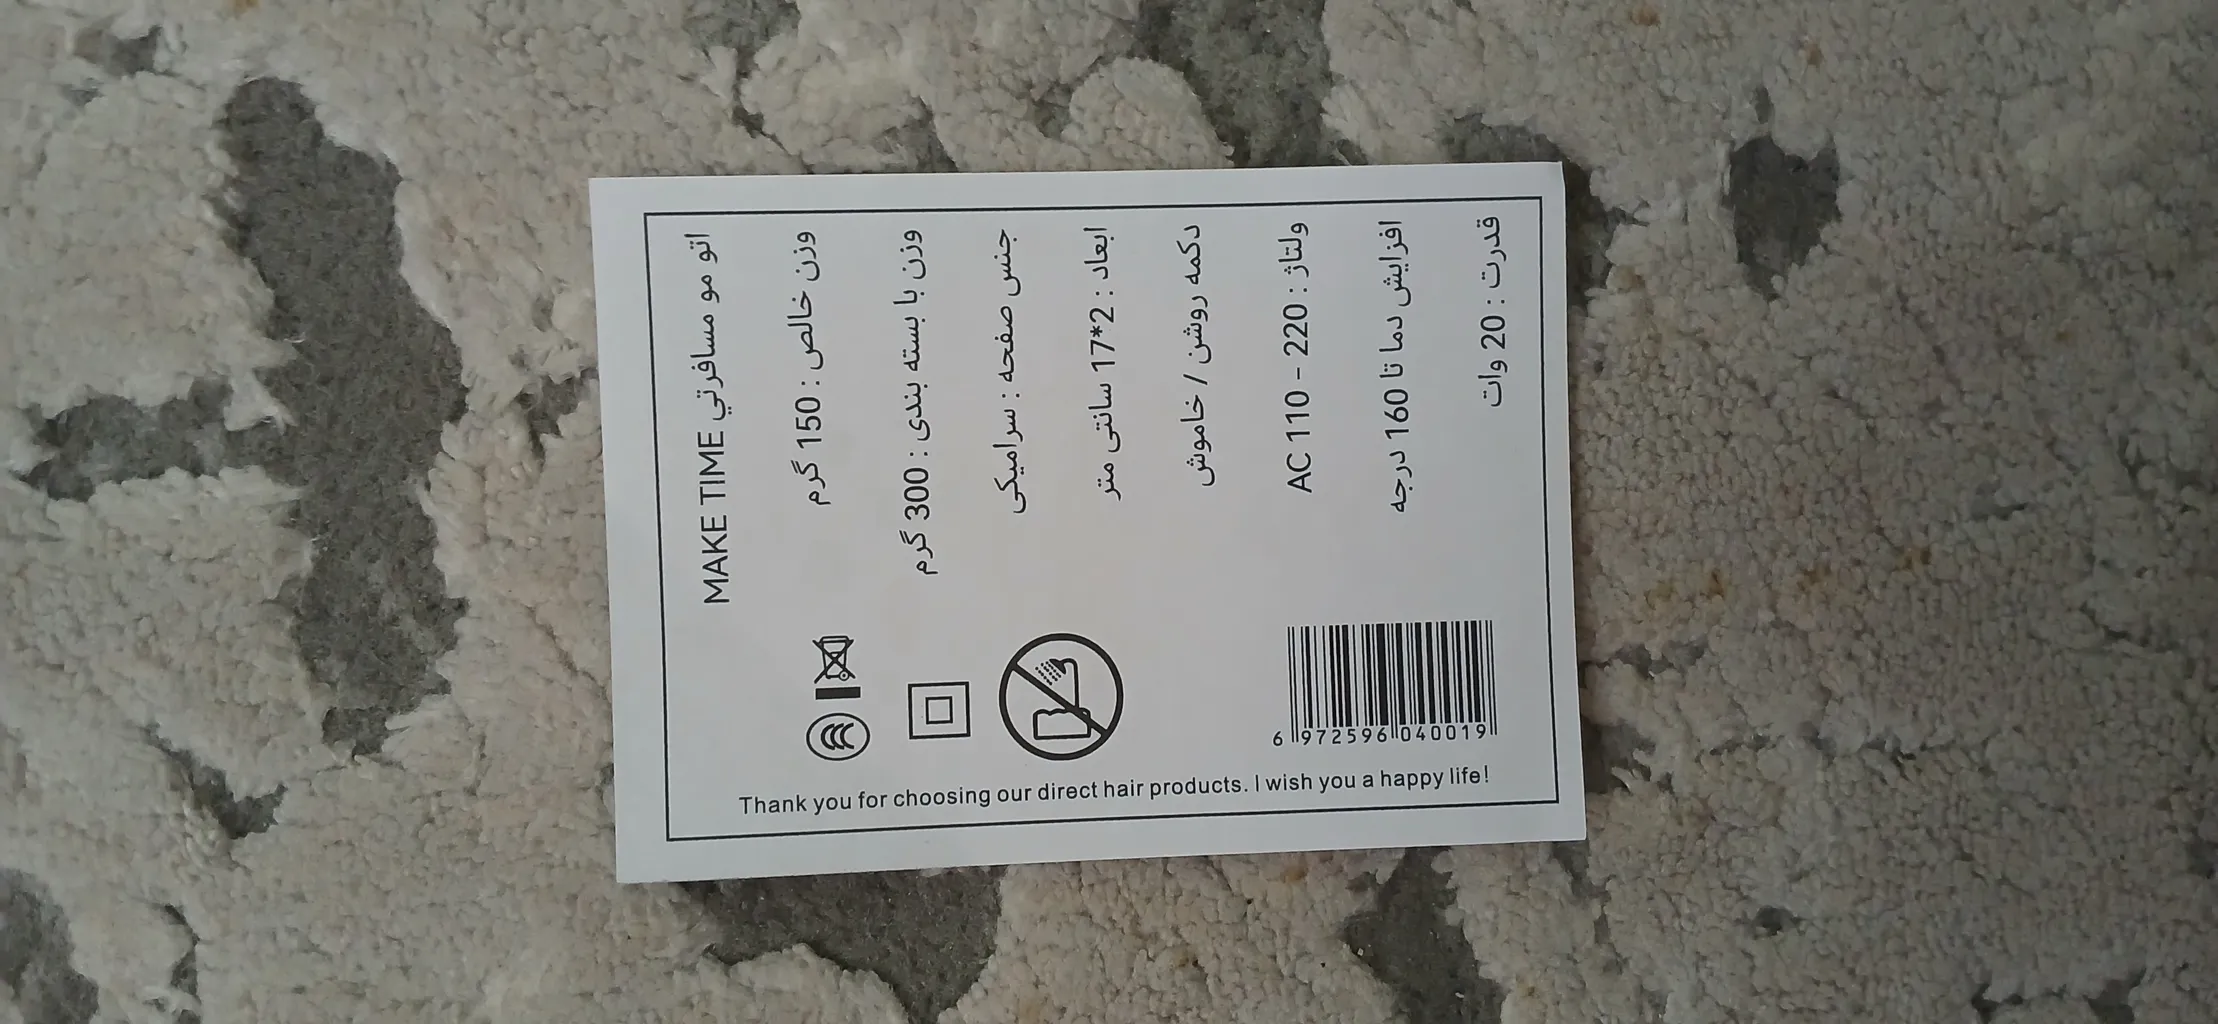 اتو مو مسافرتي MAKE TIME
وزن خالص : 150 گرم
وزن با بسته بندی : 300 گرم
جنس صفحه : سرامیکی
ابعاد : 2*17 سانتی متر
دکمه روشن / خاموش
ولتاژ : 220 - 110 AC
افزایش دما تا 160 درجه
قدرت : 20 وات
6 972596 040019
Thank you for choosing our direct hair products. I wish you a happy life!